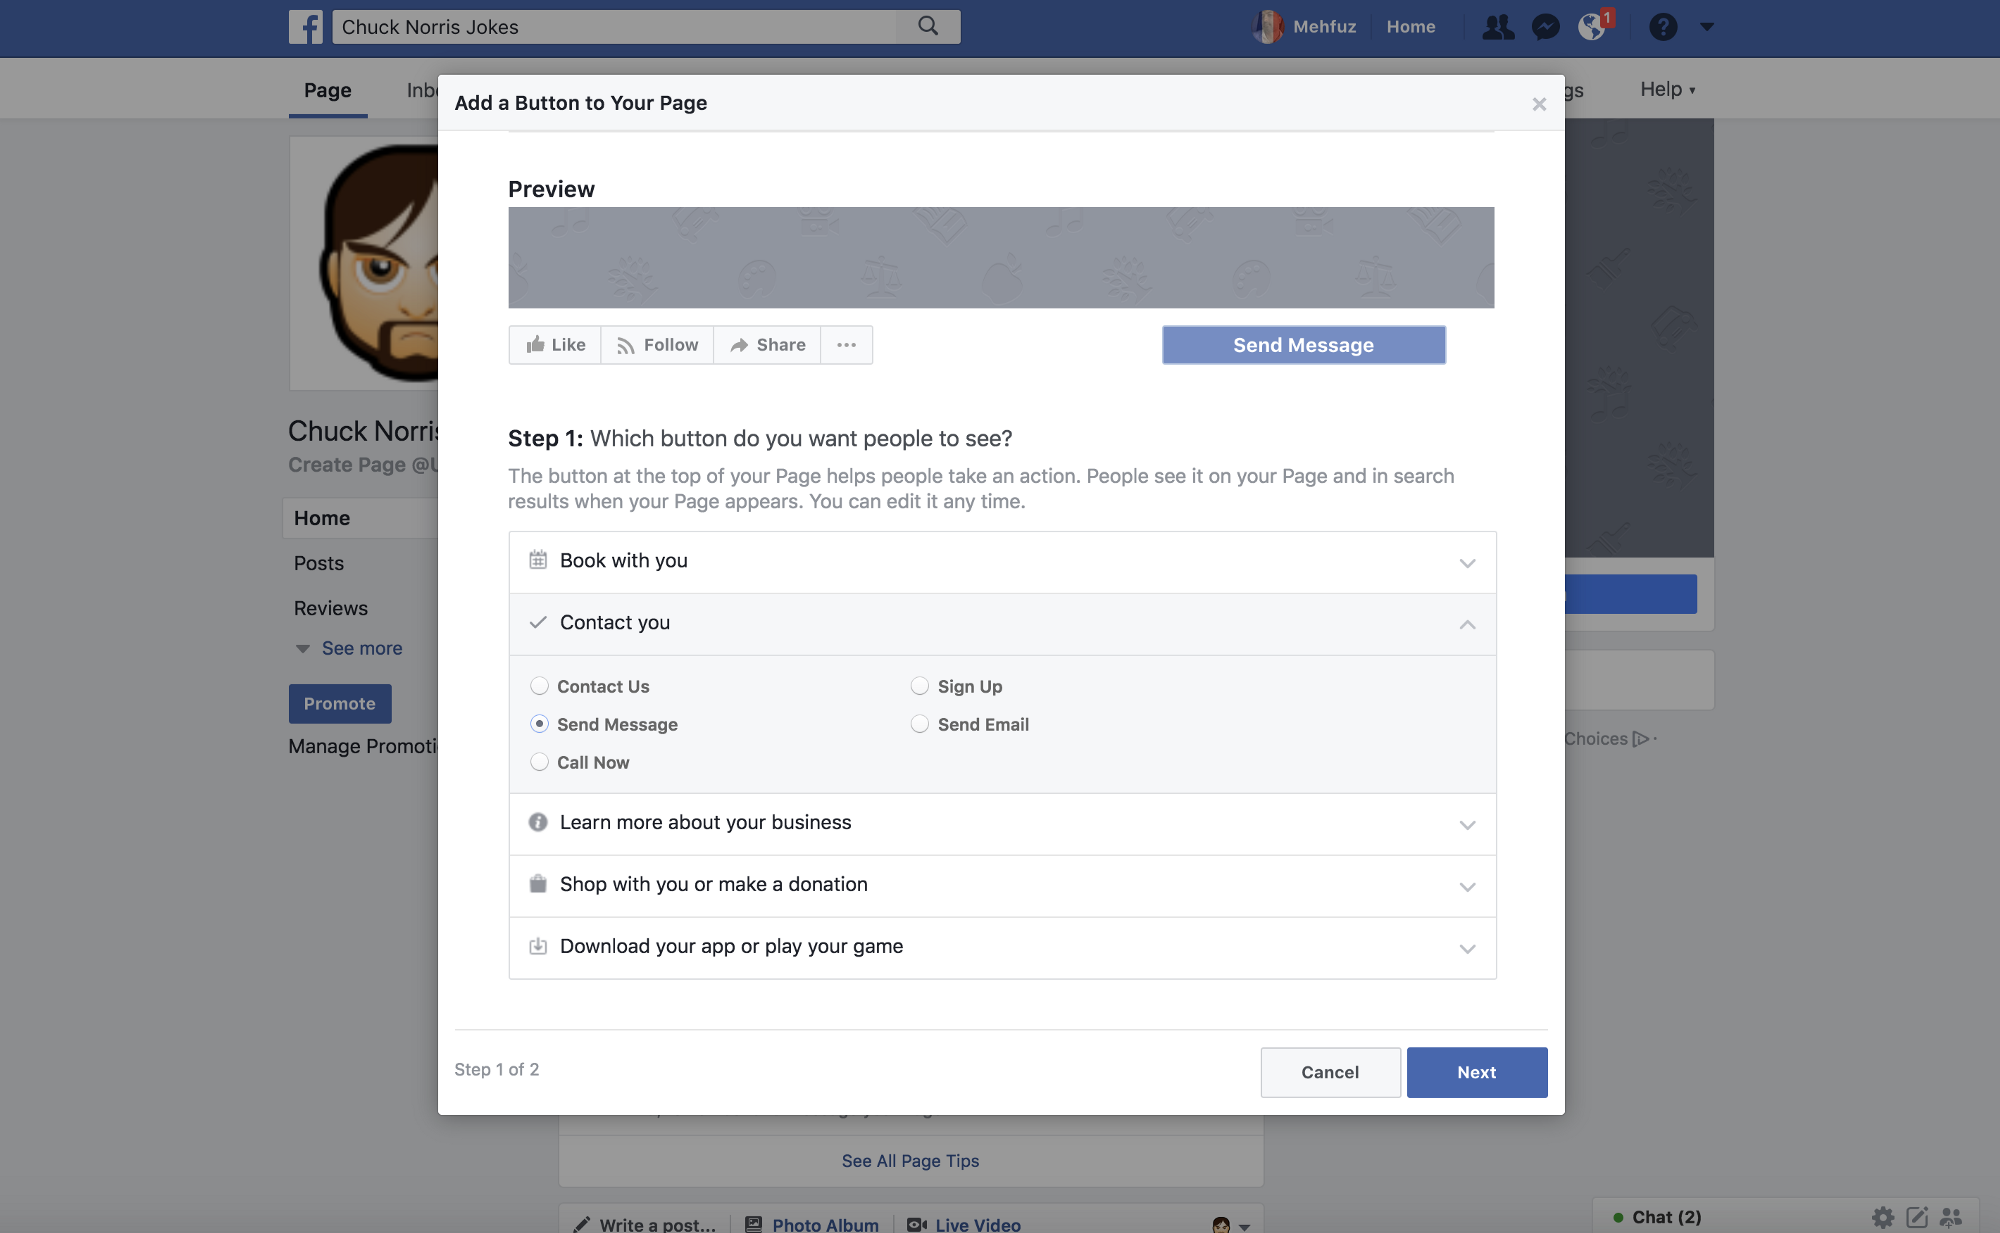 Chuck Norris Jokes
Mehfuz
Home
1
Page
Help
Add a Button to Your Page
Preview
Like
Follow
Share
Send Message
Chuck Norris
Create Page @U
Step 1: Which button do you want people to see?
The button at the top of your Page helps people take an action. People see it on your Page and in search
results when your Page appears. You can edit it any time.
Home
Posts
Reviews
See more
Promote
Book with you
Contact you
Contact Us
Sign Up
Send Message
Send Email
Call Now
Choices
Learn more about your business
Shop with you or make a donation
Download your app or play your game
Step 1 of 2
Cancel
Next
See All Page Tips
Write a post...
Photo Album
Live Video
Chat (2)